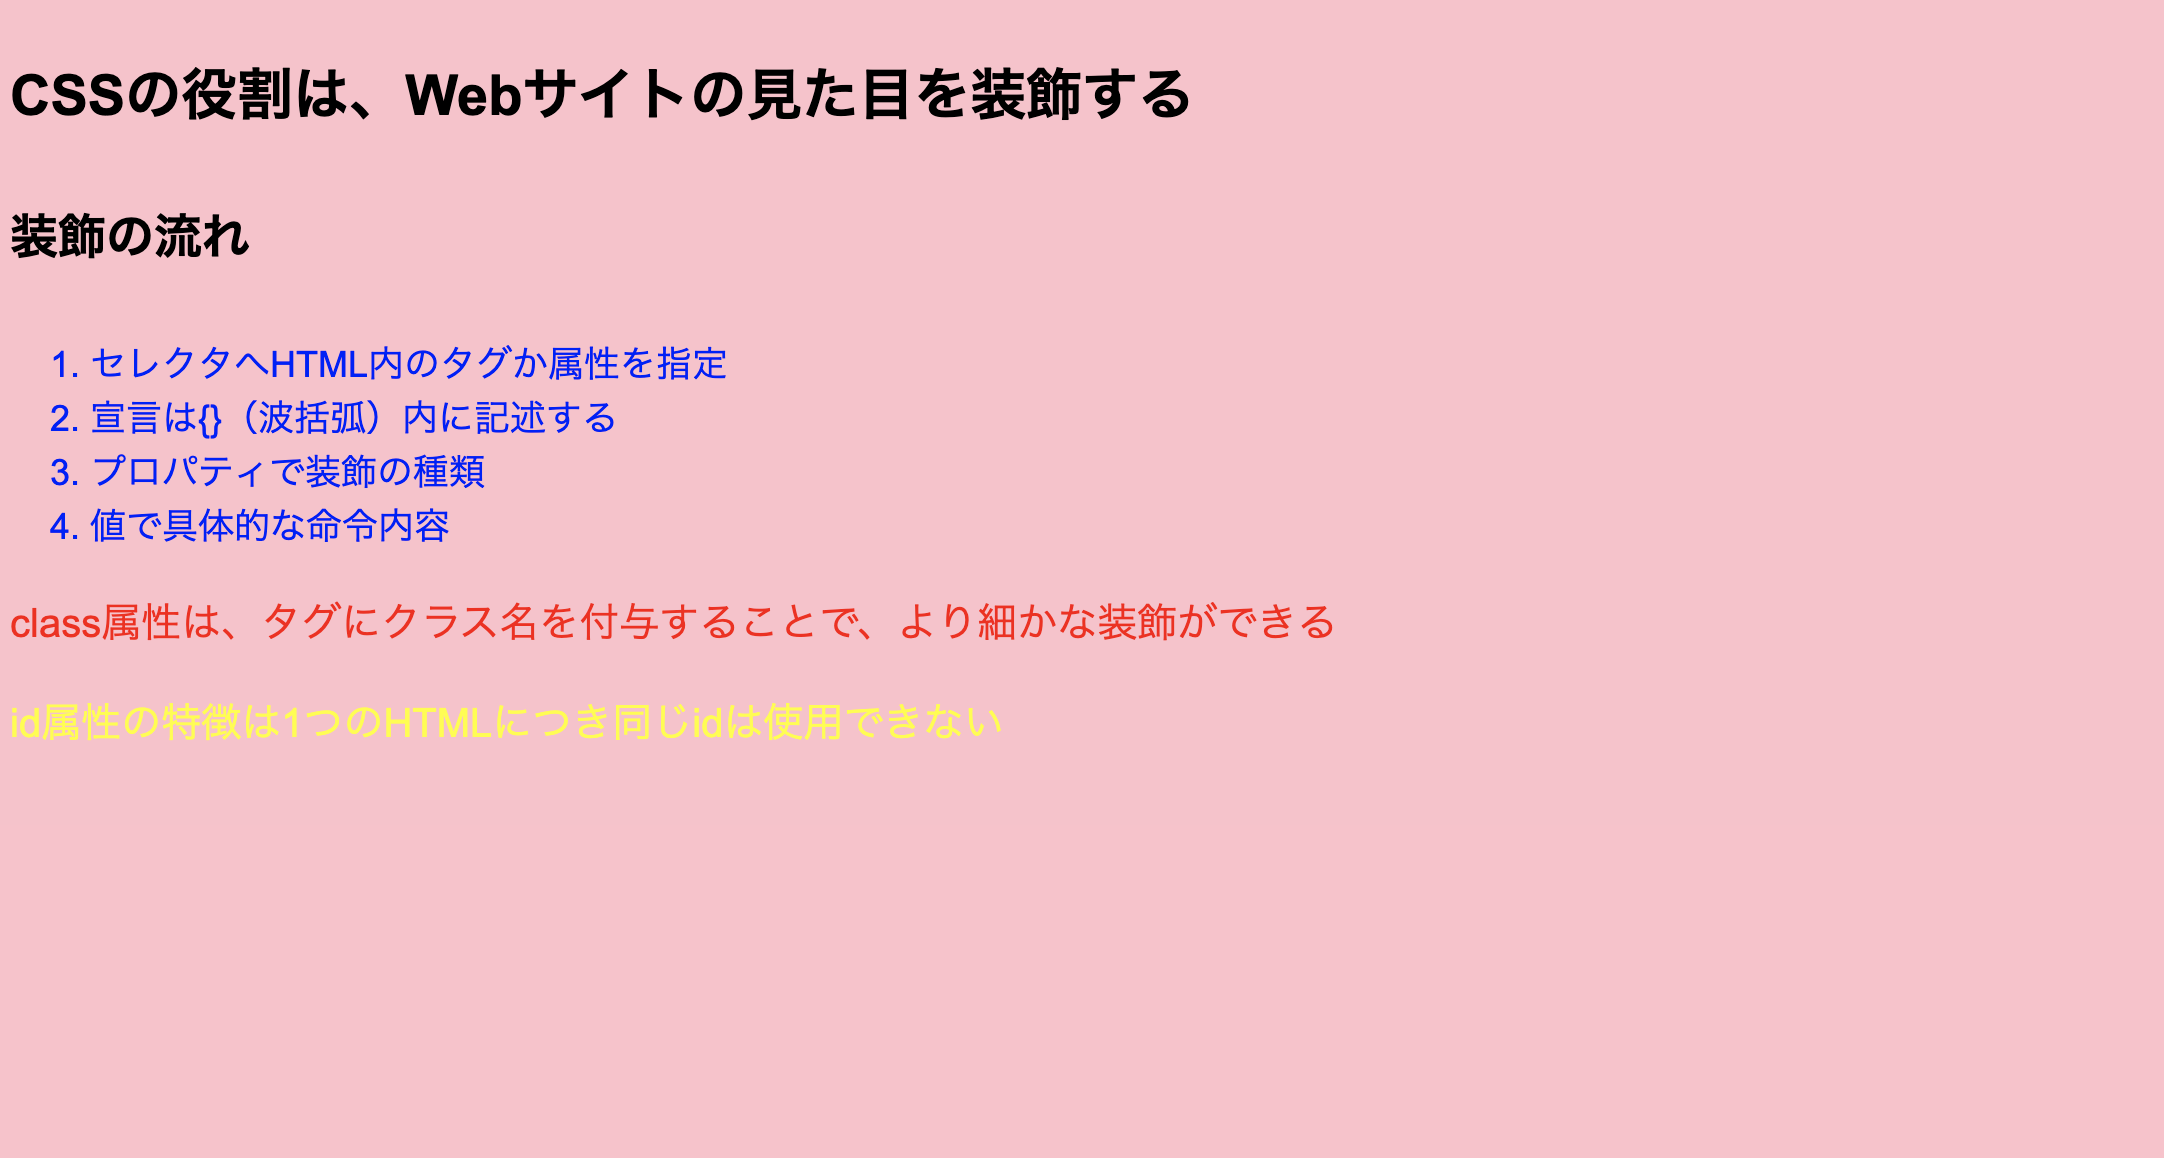 CSSの役割は、Webサイトの見た目を装飾する
装飾の流れ
1. セレクタへHTML内のタグか属性を指定
2. 宣言は{}（波括弧）内に記述する
3. プロパティで装飾の種類
4. 値で具体的な命令内容
class属性は、タグにクラス名を付与することで、より細かな装飾ができる
id属性の特徴は1つのHTMLにつき同じidは使用できない